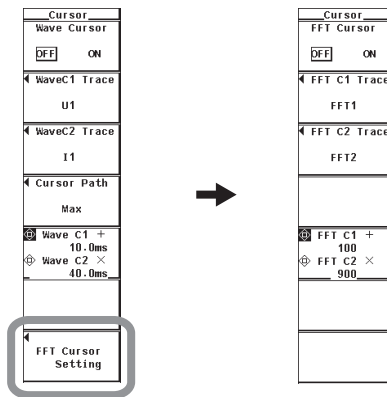 Cursor
Wave Cursor
OFF ON
WaveC1 Trace
U1
WaveC2 Trace
I1
Cursor Path
Max
Wave C1 +
10.0ms
Wave C2 ×
40.0ms
FFT Cursor
Setting
Cursor
FFT Cursor
OFF ON
FFT C1 Trace
FFT1
FFT C2 Trace
FFT2
FFT C1 +
100
FFT C2 ×
900